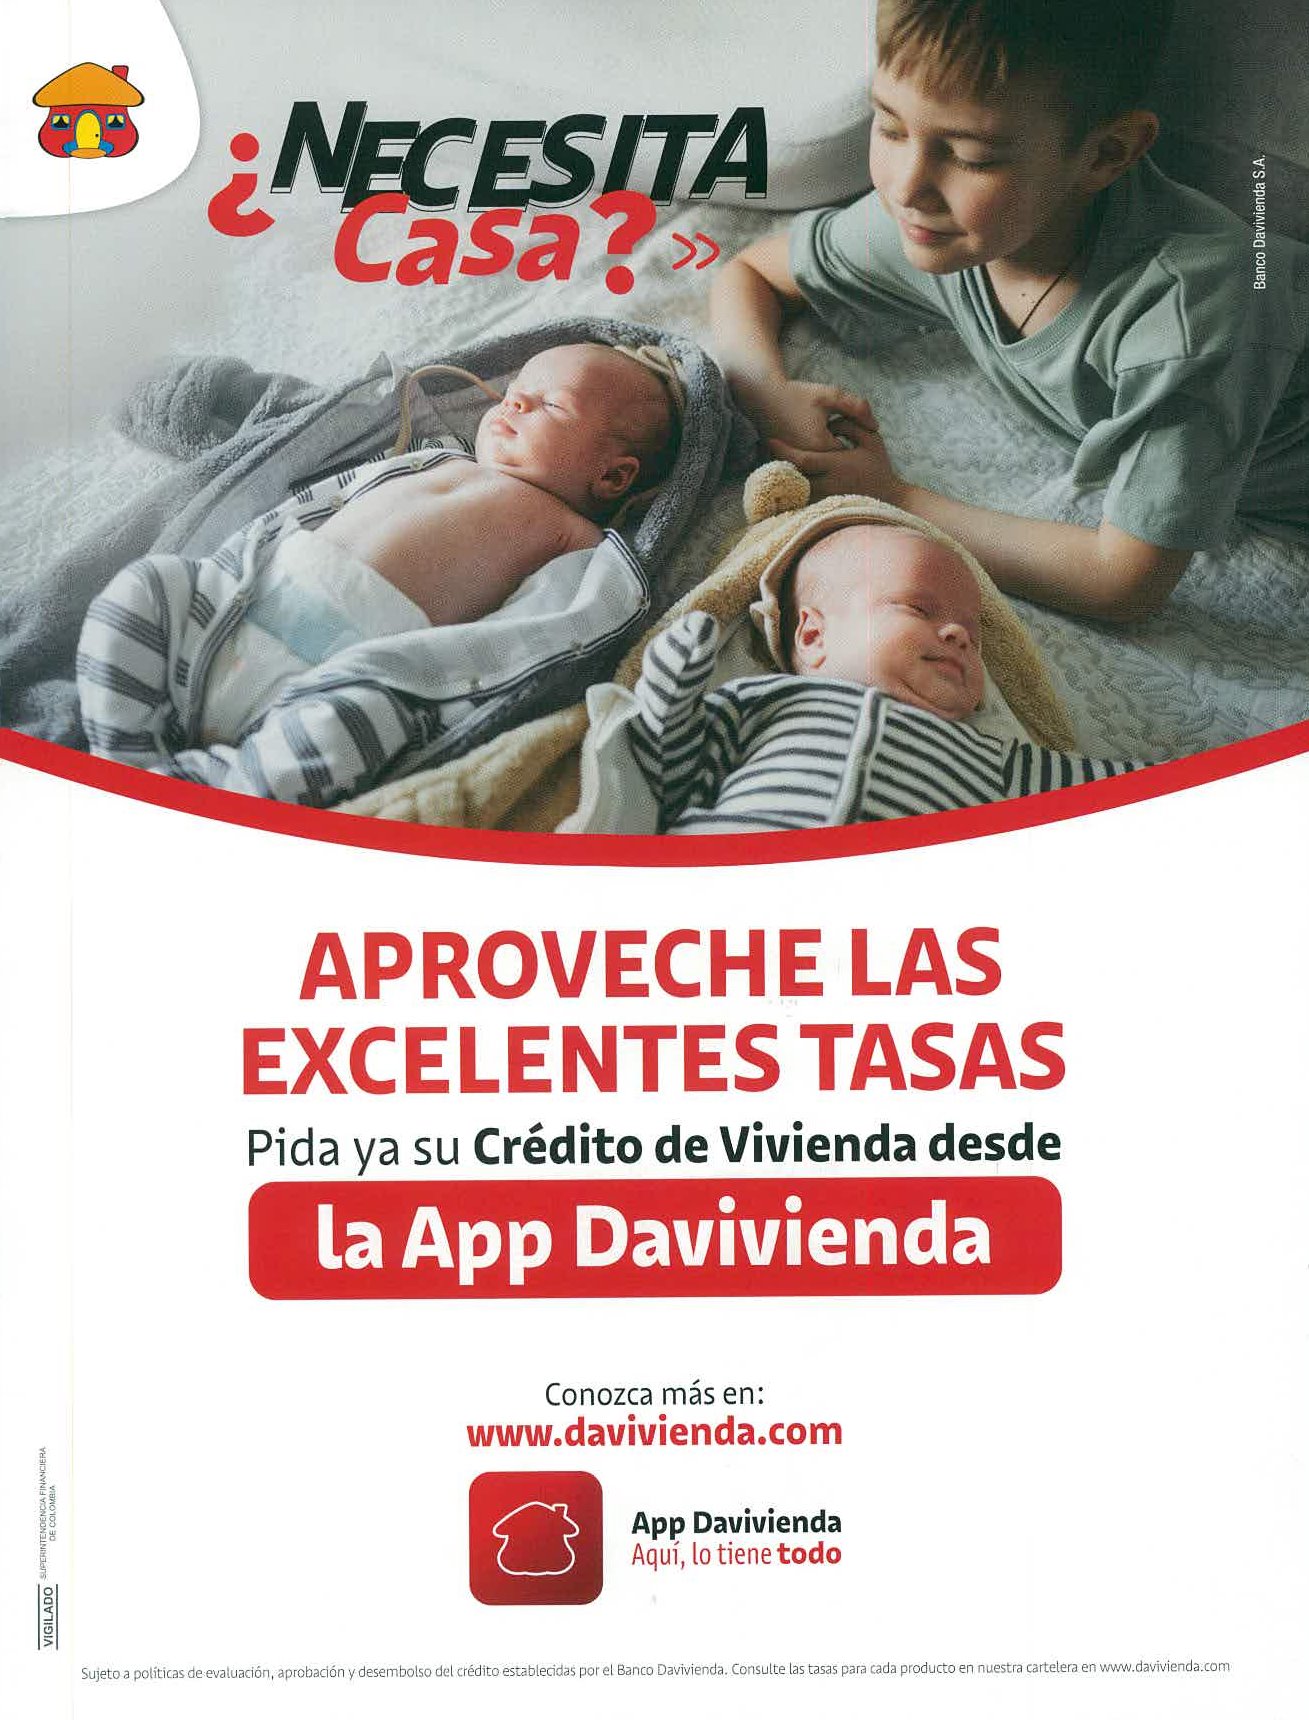 ¿NECESITA
Casa? »
Banco Davivienda S.A.
APROVECHE LAS
EXCELENTES TASAS
Pida ya su Crédito de Vivienda desde
la App Davivienda
Conozca más en:
www.davivienda.com
App Davivienda
Aquí, lo tiene todo
VIGILADO SUPERINTENDENCIA FINANCIERA
DE COLOMBIA
Sujeto a políticas de evaluación, aprobación y desembolso del crédito establecidas por el Banco Davivienda. Consulte las tasas para cada producto en nuestra cartelera en www.davivienda.com